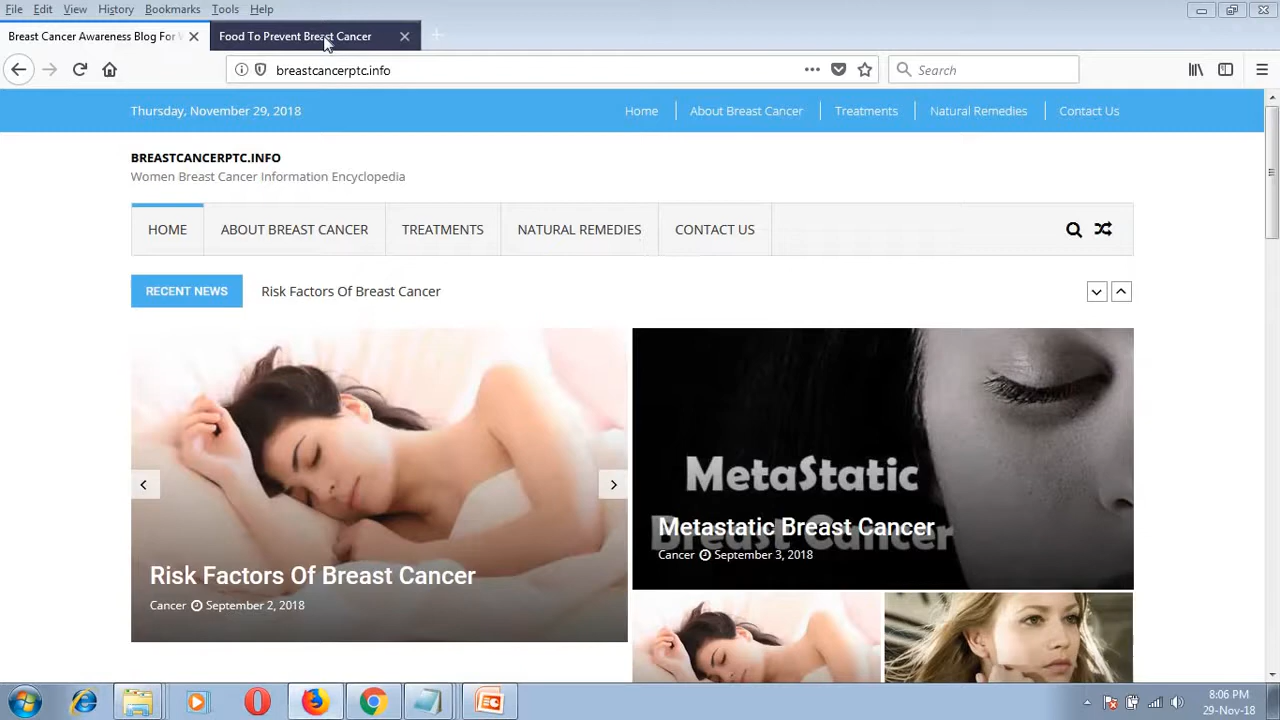 File Edit View History Bookmarks Tools Help
Breast Cancer Awareness Blog For W
Food To Prevent Breast Cancer
breastcancerptc.info
Search
Thursday, November 29, 2018
Home About Breast Cancer Treatments Natural Remedies Contact Us
BREASTCANCERPTC.INFO
Women Breast Cancer Information Encyclopedia
HOME ABOUT BREAST CANCER TREATMENTS NATURAL REMEDIES CONTACT US
RECENT NEWS Risk Factors Of Breast Cancer
MetaStatic
Breast Cancer
Metastatic Breast Cancer
Cancer September 3, 2018
Risk Factors Of Breast Cancer
Cancer September 2, 2018
8:06 PM
29-Nov-18